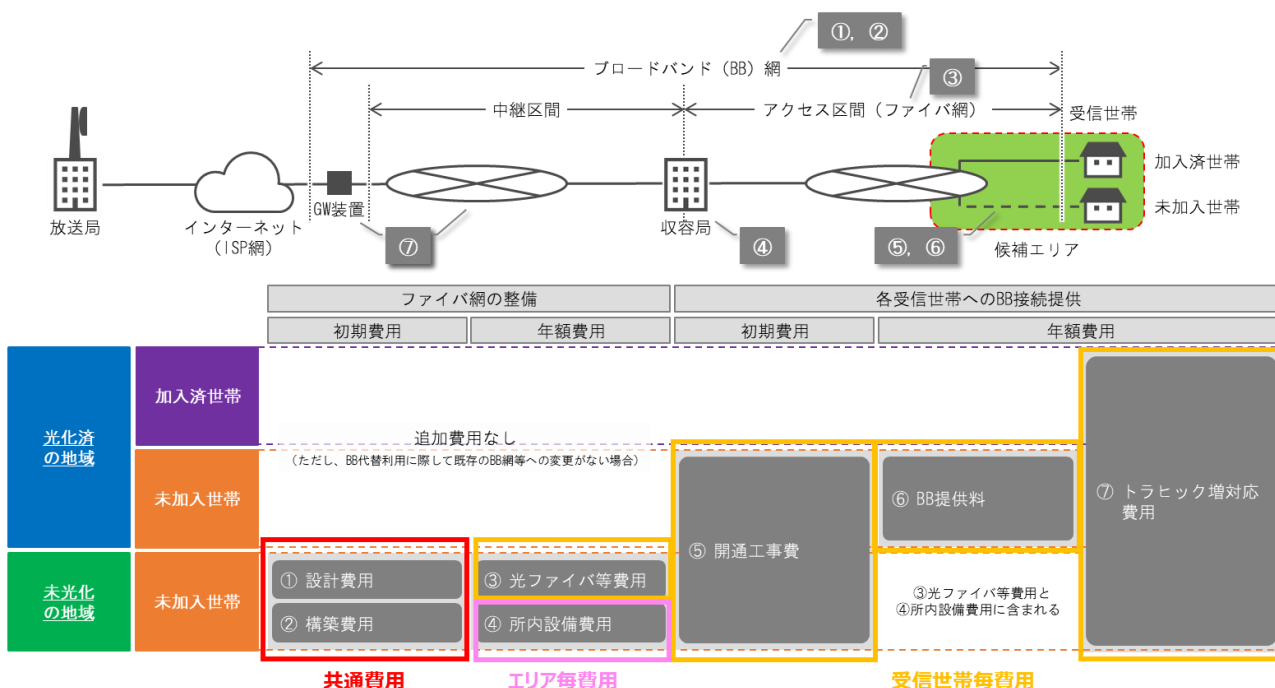 ①, ②
ブロードバンド（BB）網
③
中継区間
アクセス区間（ファイバ網）
受信世帯
加入済世帯
未加入世帯
放送局
インターネット
（ISP網）
GW装置
⑦
収容局
④
⑤, ⑥
候補エリア
ファイバ網の整備
各受信世帯へのBB接続提供
初期費用
年額費用
初期費用
年額費用
光化済
の地域
加入済世帯
追加費用なし
（ただし、BB代替利用に際して既存のBB網等への変更がない場合）
未加入世帯
⑥ BB提供料
⑦ トラヒック増対応
費用
⑤ 開通工事費
未光化
の地域
未加入世帯
① 設計費用
② 構築費用
③ 光ファイバ等費用
④ 所内設備費用
③光ファイバ等費用と
④所内設備費用に含まれる
共通費用
エリア毎費用
受信世帯毎費用